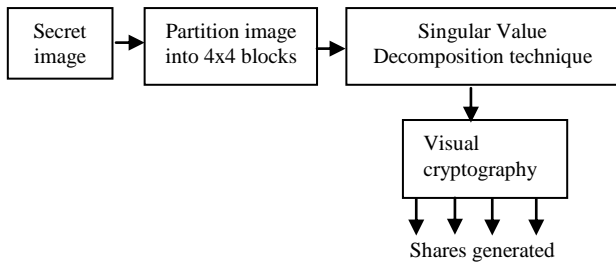 Secret
image
Partition image
into 4x4 blocks
Singular Value
Decomposition technique
Visual
cryptography
Shares generated